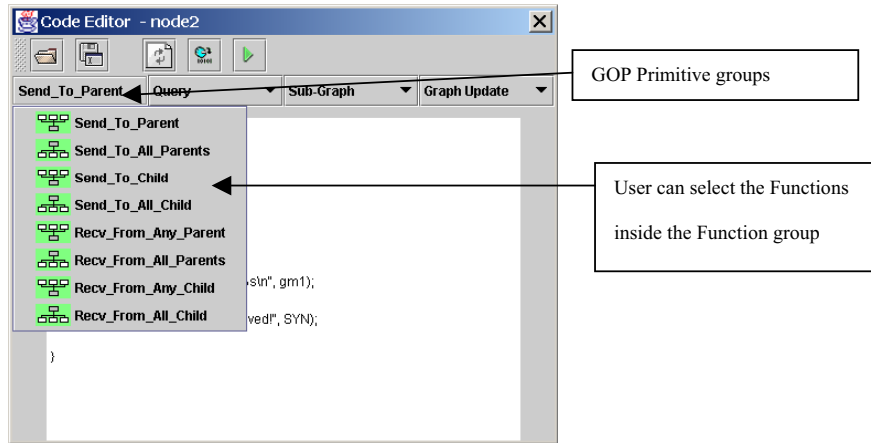 Code Editor - node2
Send_To_Parent Query Sub-Graph Graph Update
GOP Primitive groups
Send_To_Parent
Send_To_All_Parents
Send_To_Child
Send_To_All_Child
Recv_From_Any_Parent
Recv_From_All_Parents
Recv_From_Any_Child
Recv_From_All_Child
User can select the Functions
inside the Function group
s\n", gm1);
ved!", SYN);
}